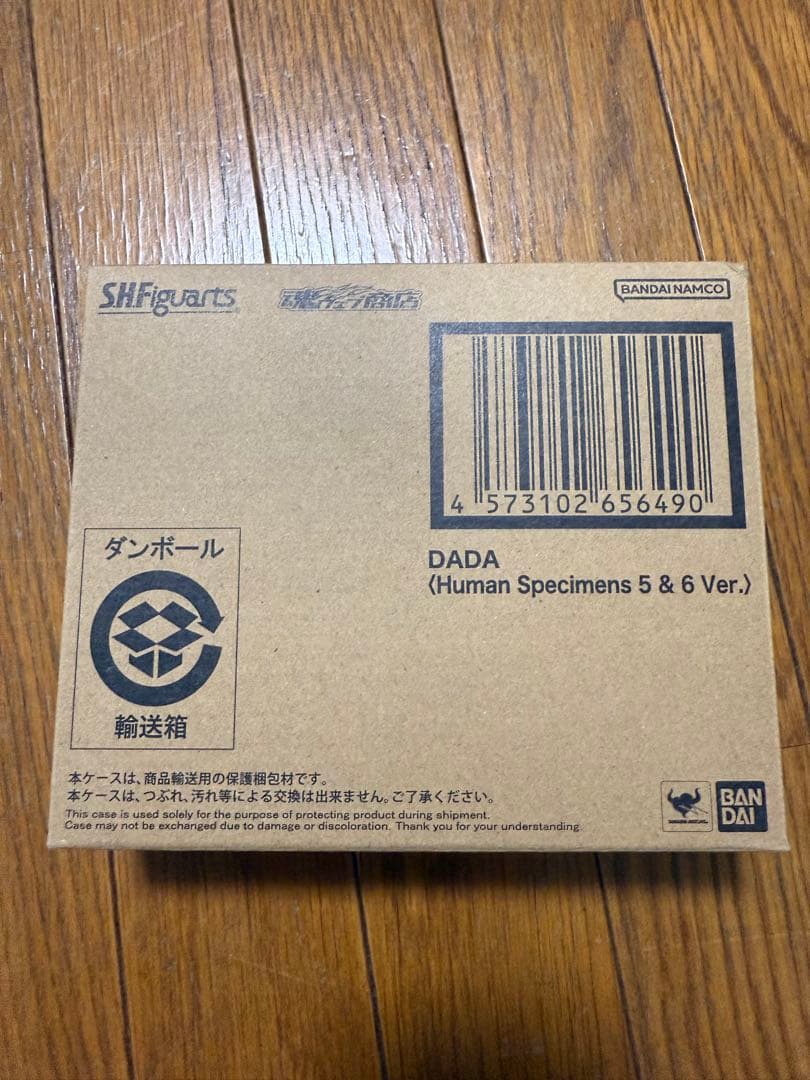 S.H.Figuarts
魂ウェブ商店
BANDAI NAMCO
4 573102 656490
DADA
〈Human Specimens 5 & 6 Ver.〉
ダンボール
輸送箱
本ケースは、商品輸送用の保護梱包材です。
本ケースは、つぶれ、汚れ等による交換は出来ません。ご了承ください。
This case is used solely for the purpose of protecting product during shipment.
Case may not be exchanged due to damage or discoloration. Thank you for your understanding.
BAN
DAI